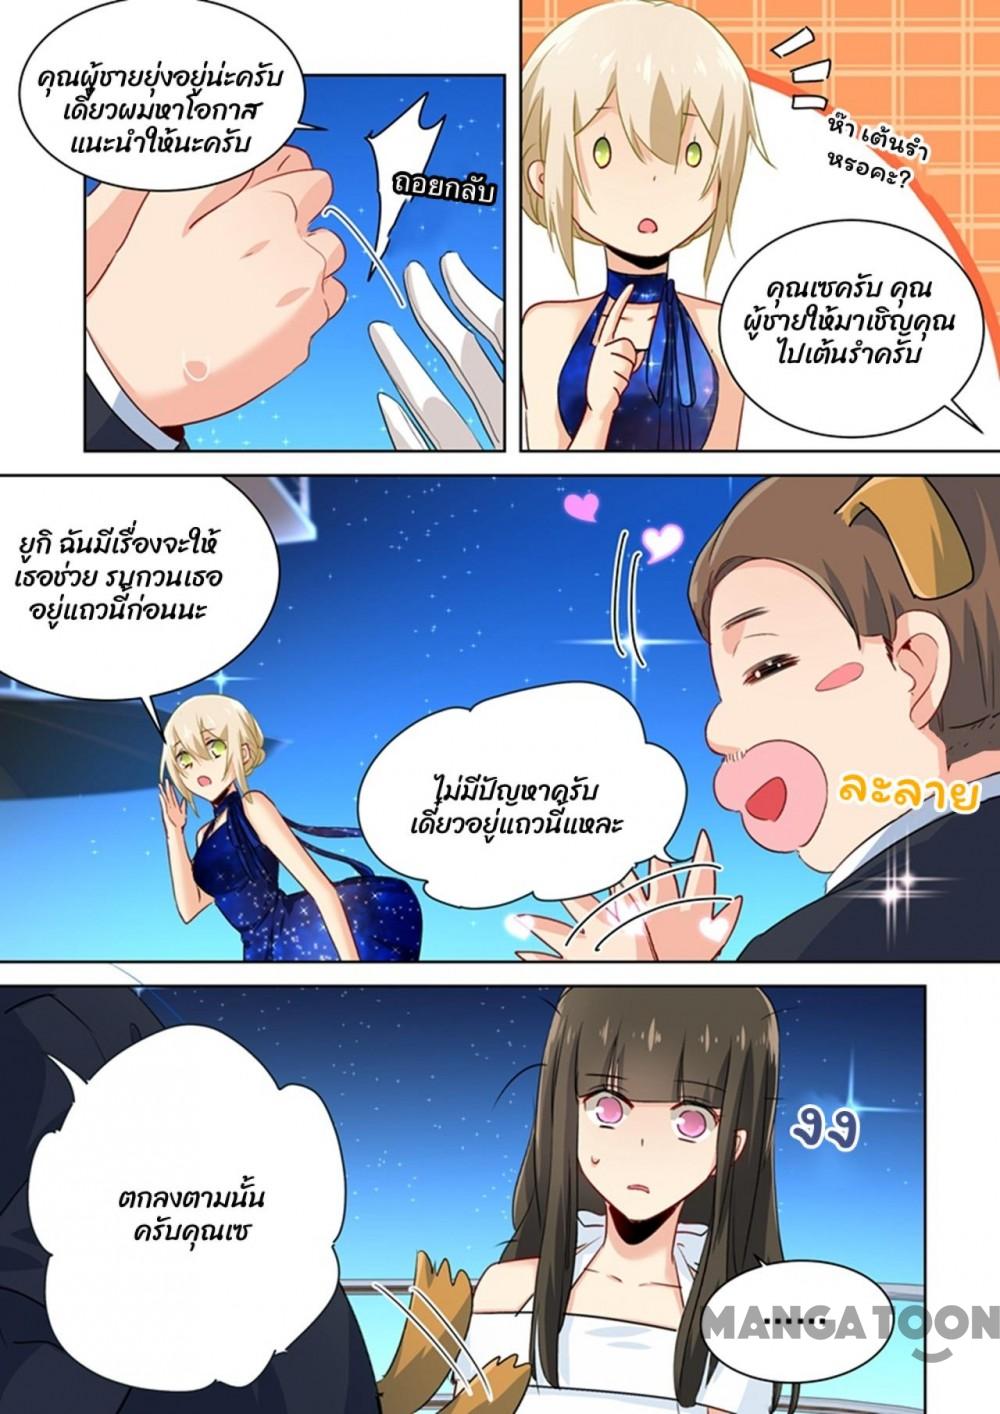 คุณผู้ชายยุ่งอยู่น่ะครับ
เดี๋ยวผมหาโอกาส
แนะนำให้นะครับ
ถอยกลับ
ห๊า เต้นรำ
หรอคะ?
คุณเซครับ คุณ
ผู้ชายให้มาเชิญคุณ
ไปเต้นรำครับ
ยูกิ ฉันมีเรื่องจะให้
เธอช่วย รบกวนเธอ
อยู่แถวนี้ก่อนนะ
ไม่มีปัญหาครับ
เดี๋ยวอยู่แถวนี้แหละ
ละลาย
ตกลงตามนั้น
ครับคุณเซ
งง
......
MANGATOON